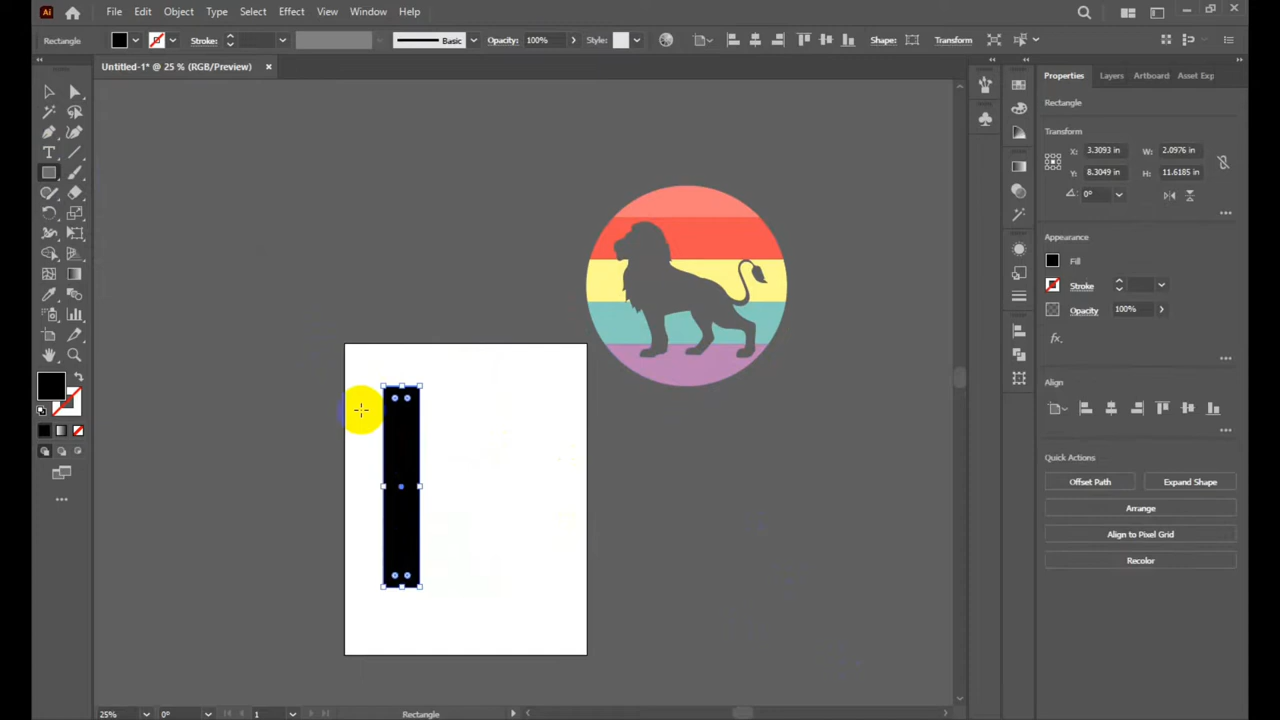 Ai File Edit Object Type Select Effect View Window Help
Rectangle Stroke: Basic Opacity: 100% Style: Shape: Transform
Untitled-1* @ 25 % (RGB/Preview) ×
Properties Layers Artboard Asset Exp
Rectangle
Transform
X: 3.3093 in W: 2.0976 in
Y: 8.3049 in H: 11.6185 in
0°
Appearance
Fill
Stroke
Opacity 100%
fx.
Align
Quick Actions
Offset Path Expand Shape
Arrange
Align to Pixel Grid
Recolor
25% 0° 1 Rectangle